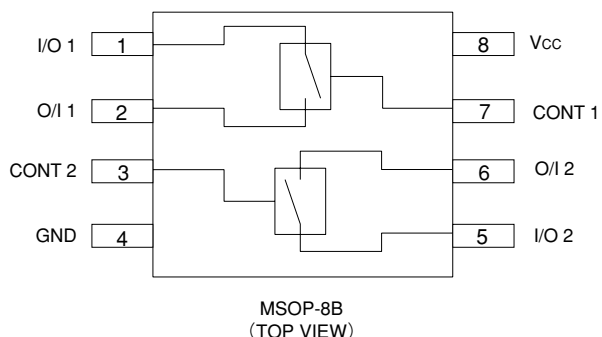 I/O 1 1 8 Vcc
O/I 1 2 7 CONT 1
CONT 2 3 6 O/I 2
GND 4 5 I/O 2
MSOP-8B
(TOP VIEW)